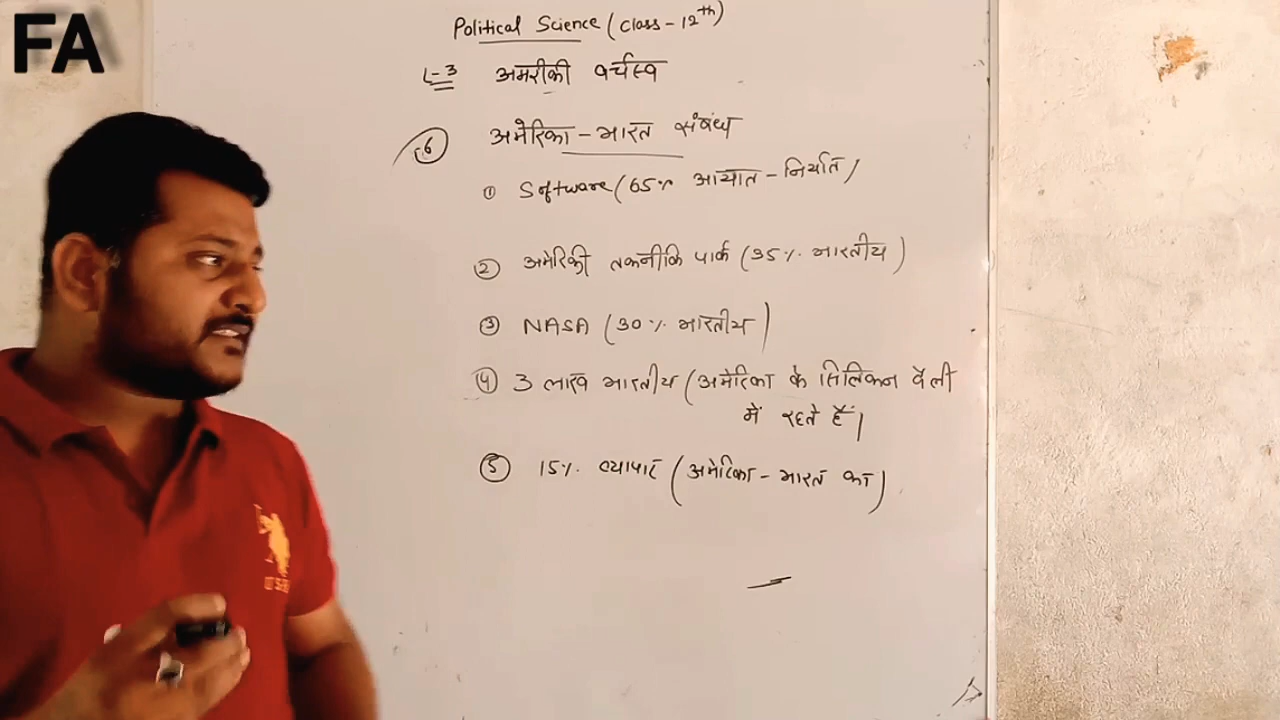 FA
Political Science (Class-12th)
L-3 अमरीकी वर्चस्व
6 अमेरिका-भारत संबंध
① Software (65% आयात-निर्यात)
② अमेरिकी तकनीकि पार्क (35% भारतीय)
③ NASA (30% भारतीय)
④ 3 लाख भारतीय (अमेरिका के सिलिकन वैली
में रहते हैं।
⑤ 15% व्यापार (अमेरिका-भारत का)